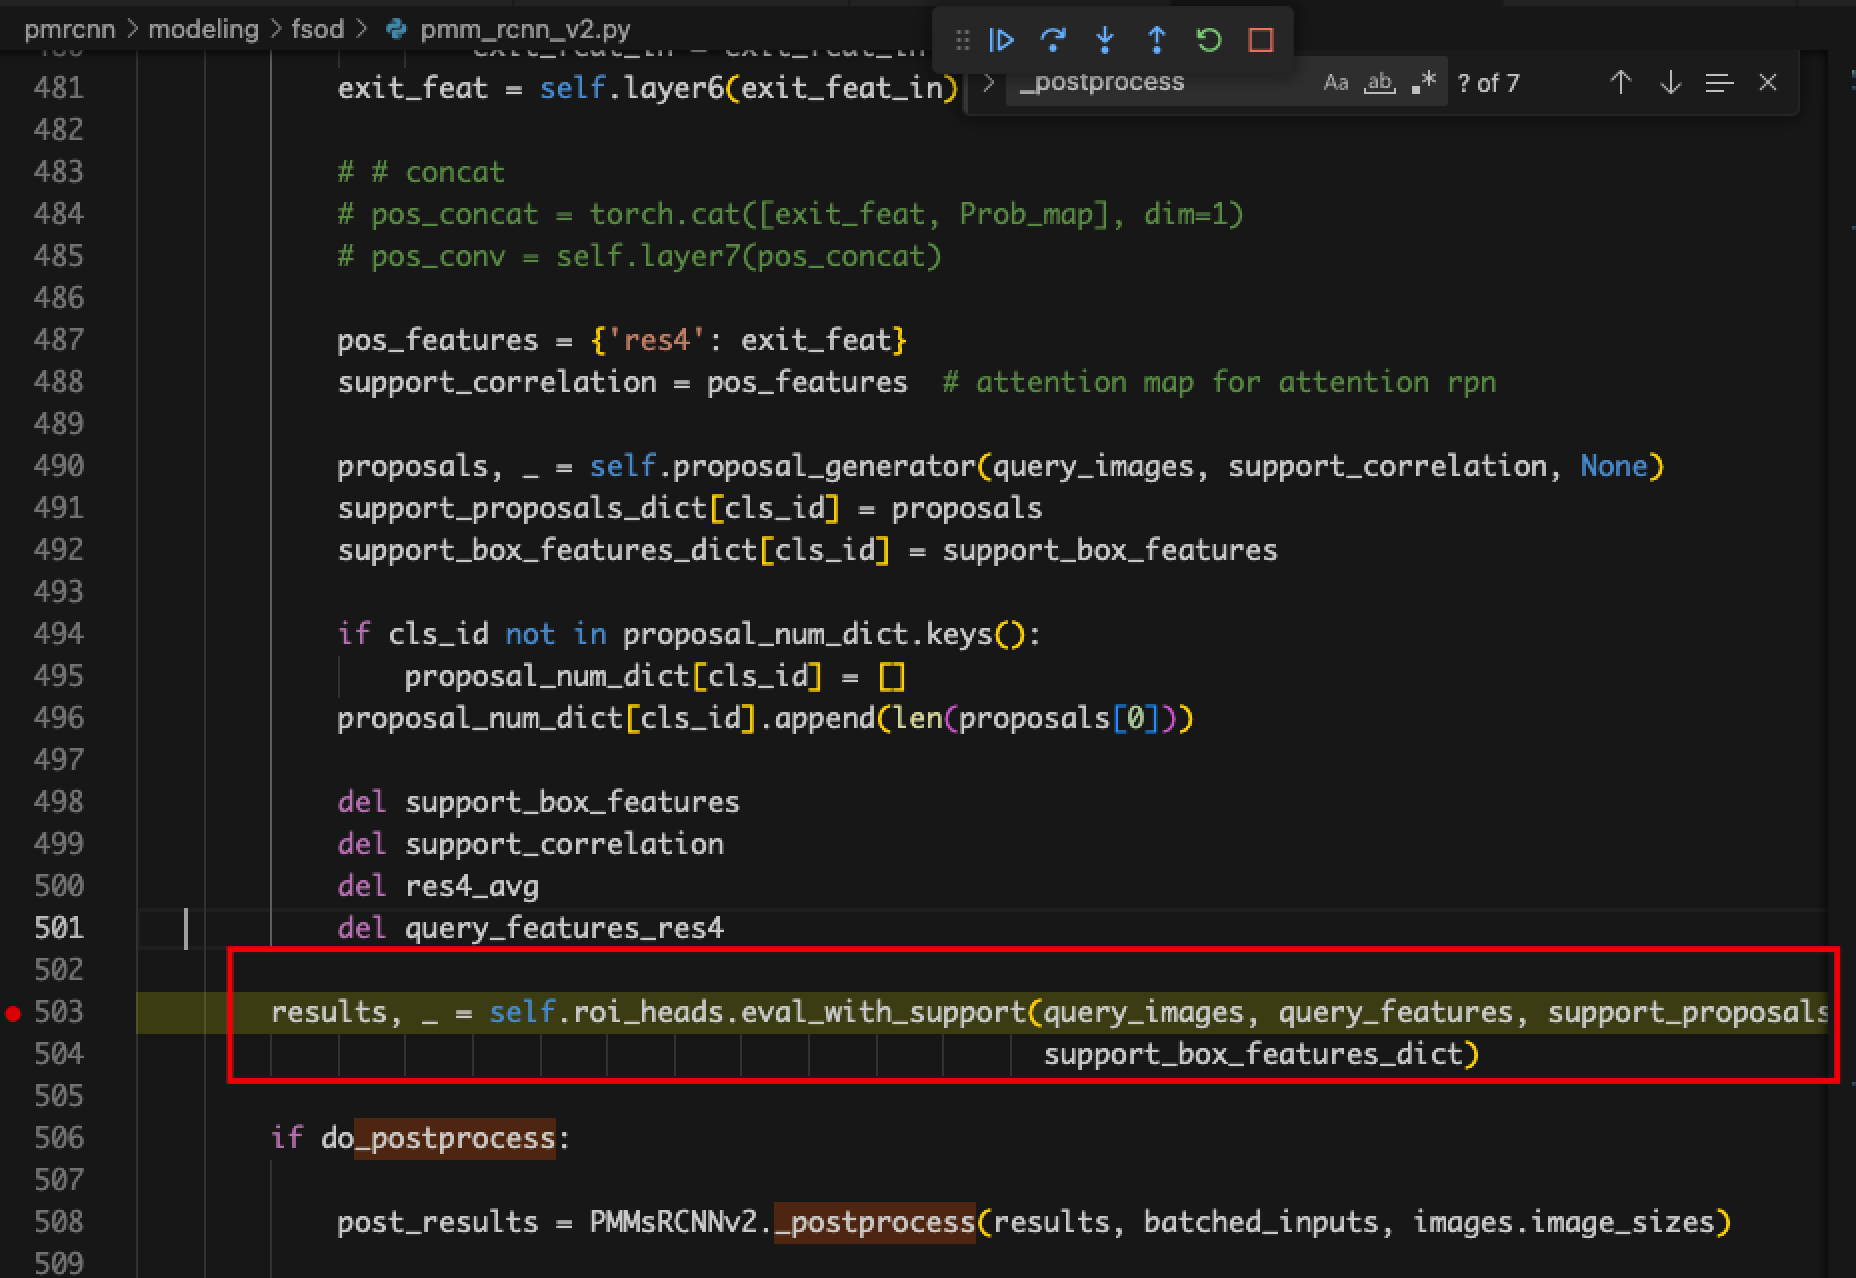 pmrcnn > modeling > fsod > pmm_rcnn_v2.py
_postprocess Aa ab .* ? of 7
481 exit_feat = self.layer6(exit_feat_in)
482
483 # # concat
484 # pos_concat = torch.cat([exit_feat, Prob_map], dim=1)
485 # pos_conv = self.layer7(pos_concat)
486
487 pos_features = {'res4': exit_feat}
488 support_correlation = pos_features  # attention map for attention rpn
489
490 proposals, _ = self.proposal_generator(query_images, support_correlation, None)
491 support_proposals_dict[cls_id] = proposals
492 support_box_features_dict[cls_id] = support_box_features
493
494 if cls_id not in proposal_num_dict.keys():
495 proposal_num_dict[cls_id] = []
496 proposal_num_dict[cls_id].append(len(proposals[0]))
497
498 del support_box_features
499 del support_correlation
500 del res4_avg
501 del query_features_res4
502
503 results, _ = self.roi_heads.eval_with_support(query_images, query_features, support_proposals
504 support_box_features_dict)
505
506 if do_postprocess:
507
508 post_results = PMMsRCNNv2._postprocess(results, batched_inputs, images.image_sizes)
509